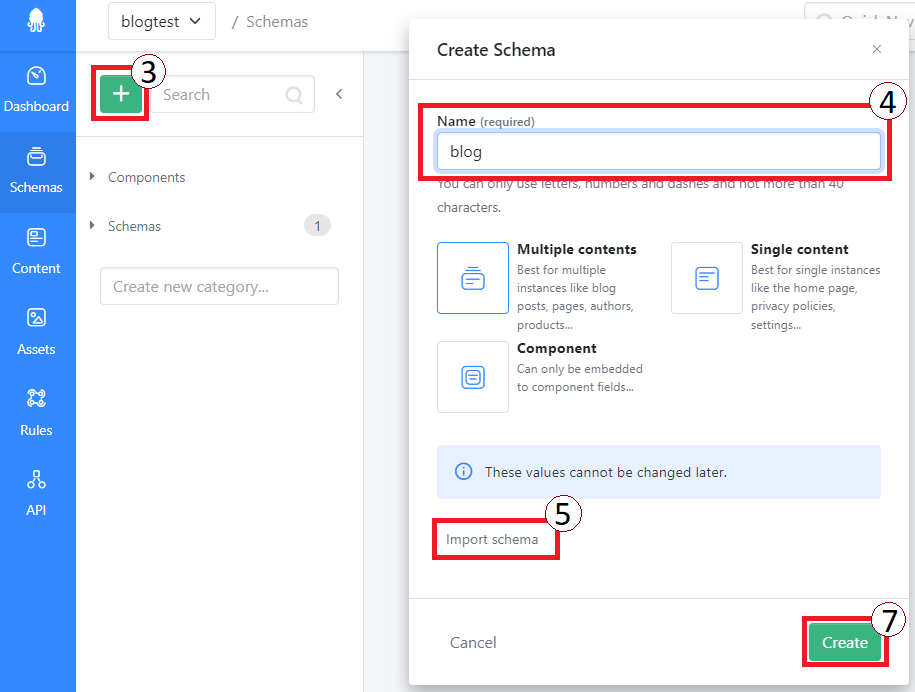 blogtest
/ Schemas
Dashboard
Schemas
Content
Assets
Rules
API
3
Search
Components
Schemas
1
Create new category...
Create Schema
×
4
Name (required)
blog
You can only use letters, numbers and dashes and not more than 40
characters.
Multiple contents
Best for multiple
instances like blog
posts, pages, authors,
products...
Single content
Best for single instances
like the home page,
privacy policies,
settings...
Component
Can only be embedded
to component fields...
These values cannot be changed later.
5
Import schema
Cancel
7
Create